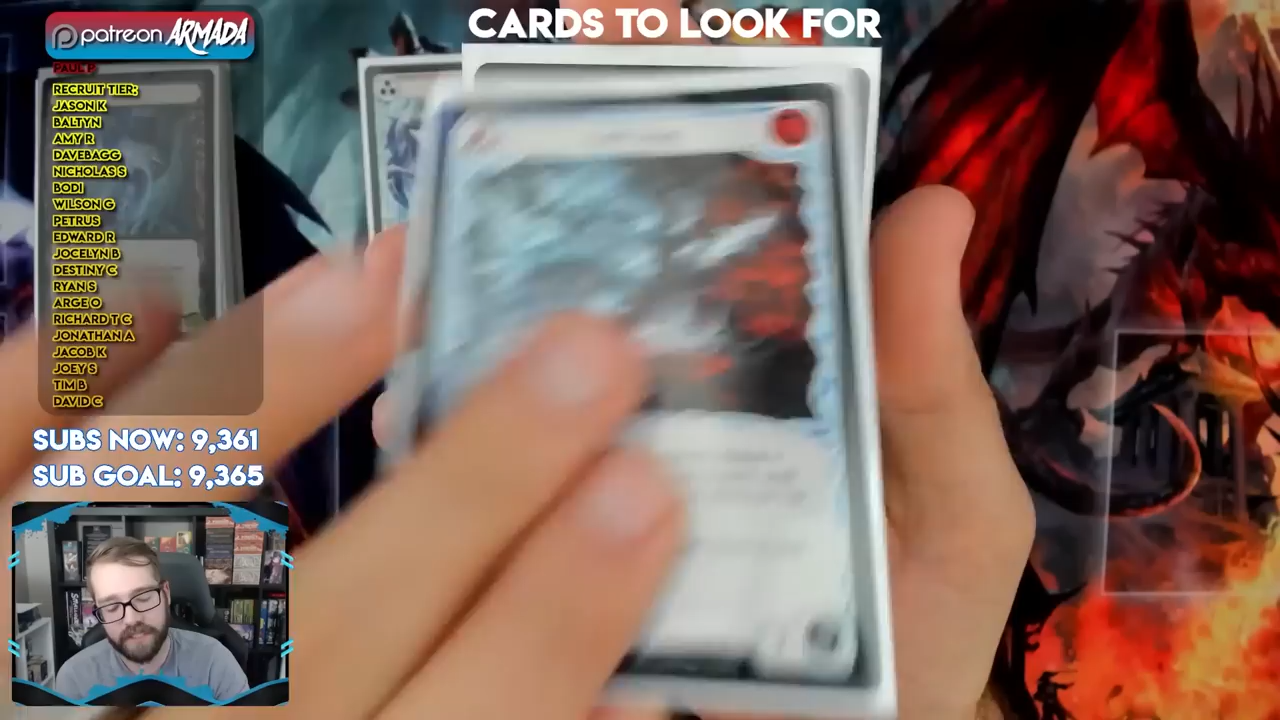 CARDS TO LOOK FOR
patreon ARMADA
PAUL P
RECRUIT TIER:
JASON K
BALTYN
AMY R
DAVEBAGG
NICHOLAS S
BODI
WILSON G
PETRUS
EDWARD R
JOCELYN B
DESTINY C
RYAN S
ARGE O
RICHARD T C
JONATHAN A
JACOB K
JOEY S
TIM B
DAVID C
SUBS NOW: 9,361
SUB GOAL: 9,365